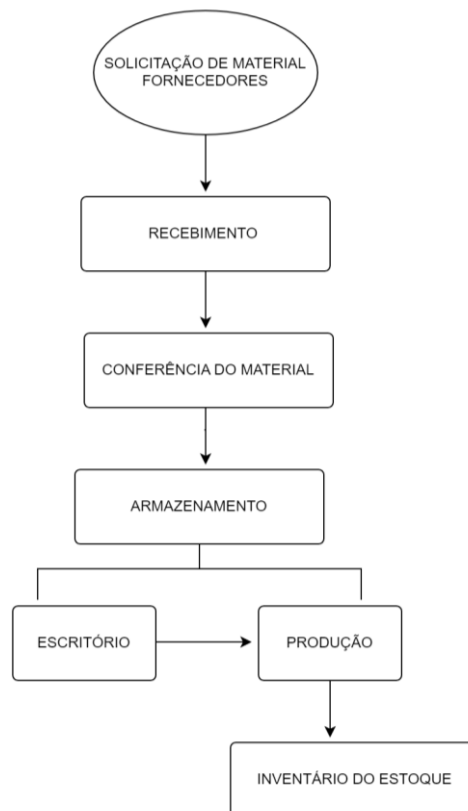 SOLICITAÇÃO DE MATERIAL
FORNECEDORES
RECEBIMENTO
CONFERÊNCIA DO MATERIAL
ARMAZENAMENTO
ESCRITÓRIO
PRODUÇÃO
INVENTÁRIO DO ESTOQUE